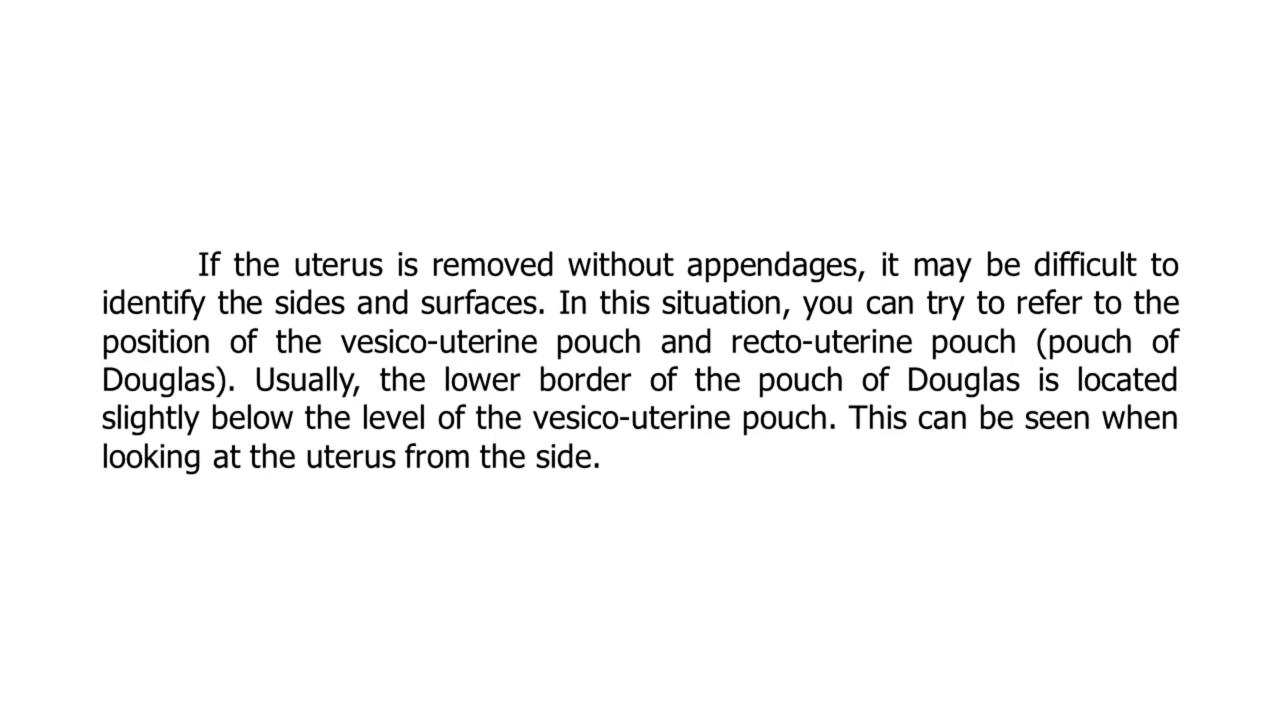 If the uterus is removed without appendages, it may be difficult to
identify the sides and surfaces. In this situation, you can try to refer to the
position of the vesico-uterine pouch and recto-uterine pouch (pouch of
Douglas). Usually, the lower border of the pouch of Douglas is located
slightly below the level of the vesico-uterine pouch. This can be seen when
looking at the uterus from the side.